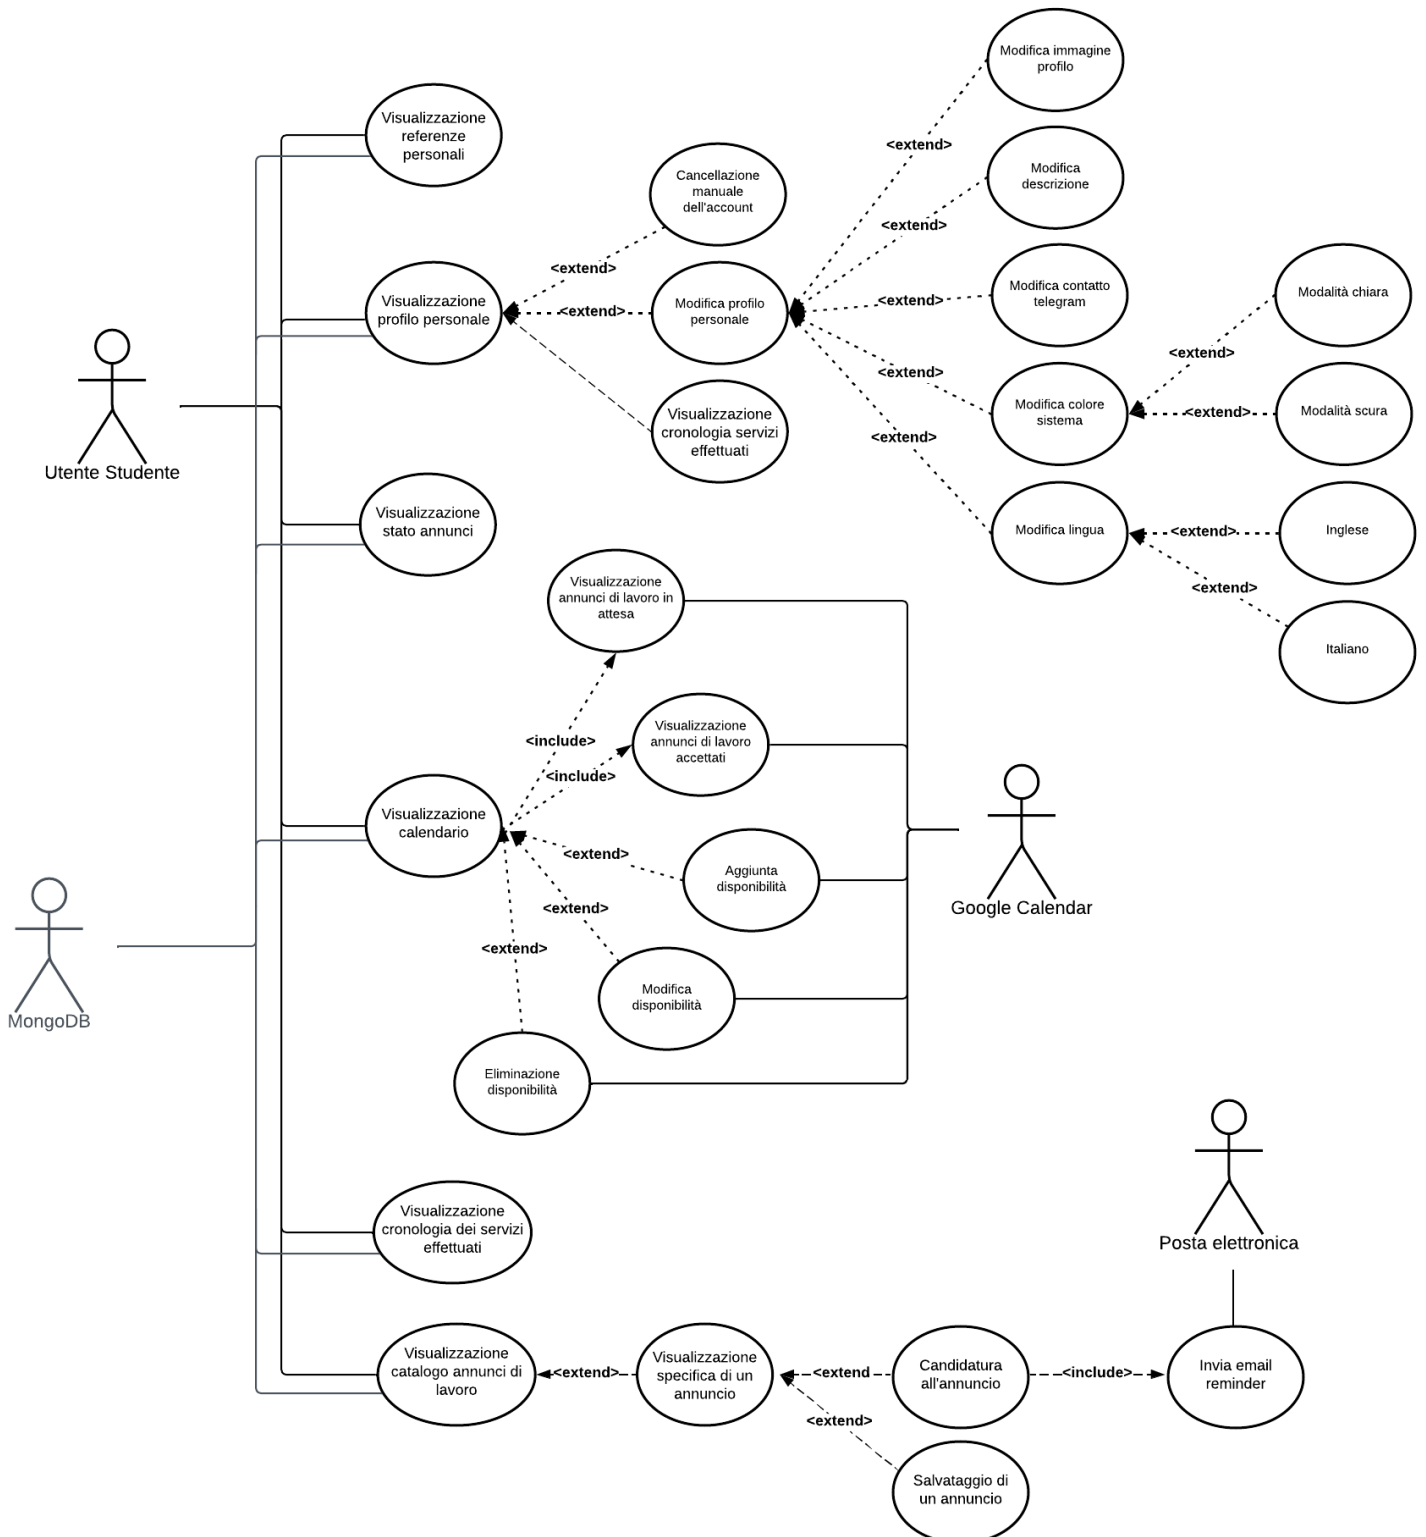 Modifica immagine
profilo
Visualizzazione
referenze
personali
<extend>
Modifica
descrizione
Cancellazione
manuale
dell'account
<extend>
<extend>
Modifica contatto
telegram
Modalità chiara
Visualizzazione
profilo personale
<extend>
Modifica profilo
personale
<extend>
<extend>
<extend>
Modifica colore
sistema
<extend>
Modalità scura
Visualizzazione
cronologia servizi
effettuati
<extend>
Utente Studente
Visualizzazione
stato annunci
Modifica lingua
<extend>
Inglese
<extend>
Italiano
Visualizzazione
annunci di lavoro in
attesa
<include>
Visualizzazione
annunci di lavoro
accettati
<include>
Visualizzazione
calendario
<extend>
Aggiunta
disponibilità
Google Calendar
<extend>
<extend>
Modifica
disponibilità
MongoDB
Eliminazione
disponibilità
Visualizzazione
cronologia dei servizi
effettuati
Posta elettronica
Visualizzazione
catalogo annunci di
lavoro
<extend>
Visualizzazione
specifica di un
annuncio
<extend
Candidatura
all'annuncio
<include>
Invia email
reminder
<extend>
Salvataggio di
un annuncio